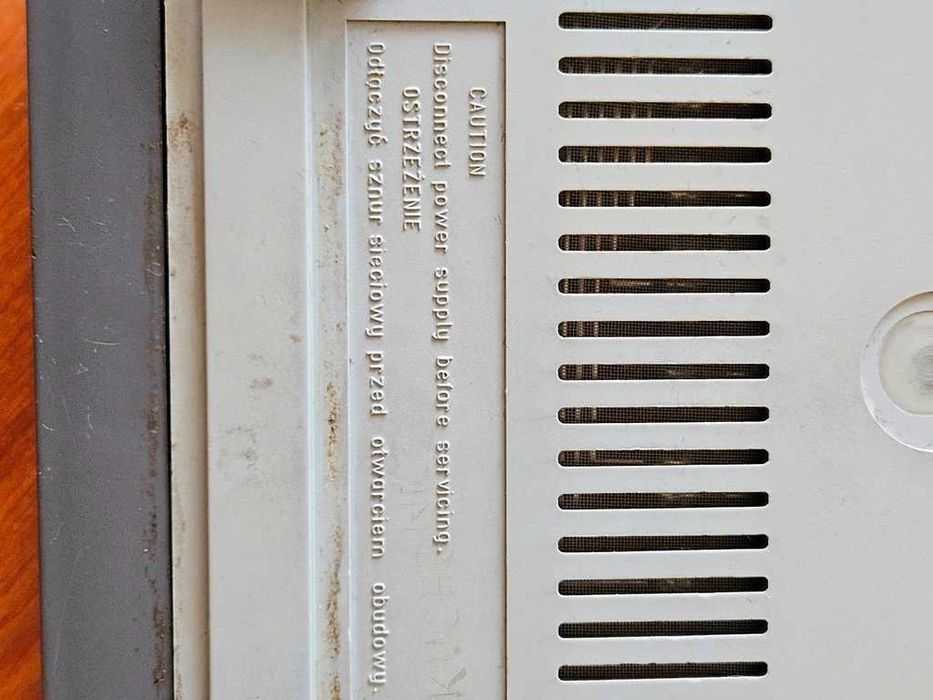 CAUTION
Disconnect power supply before servicing.
OSTRZEŻENIE
Odłączyć sznur sieciowy przed otwarciem obudowy.